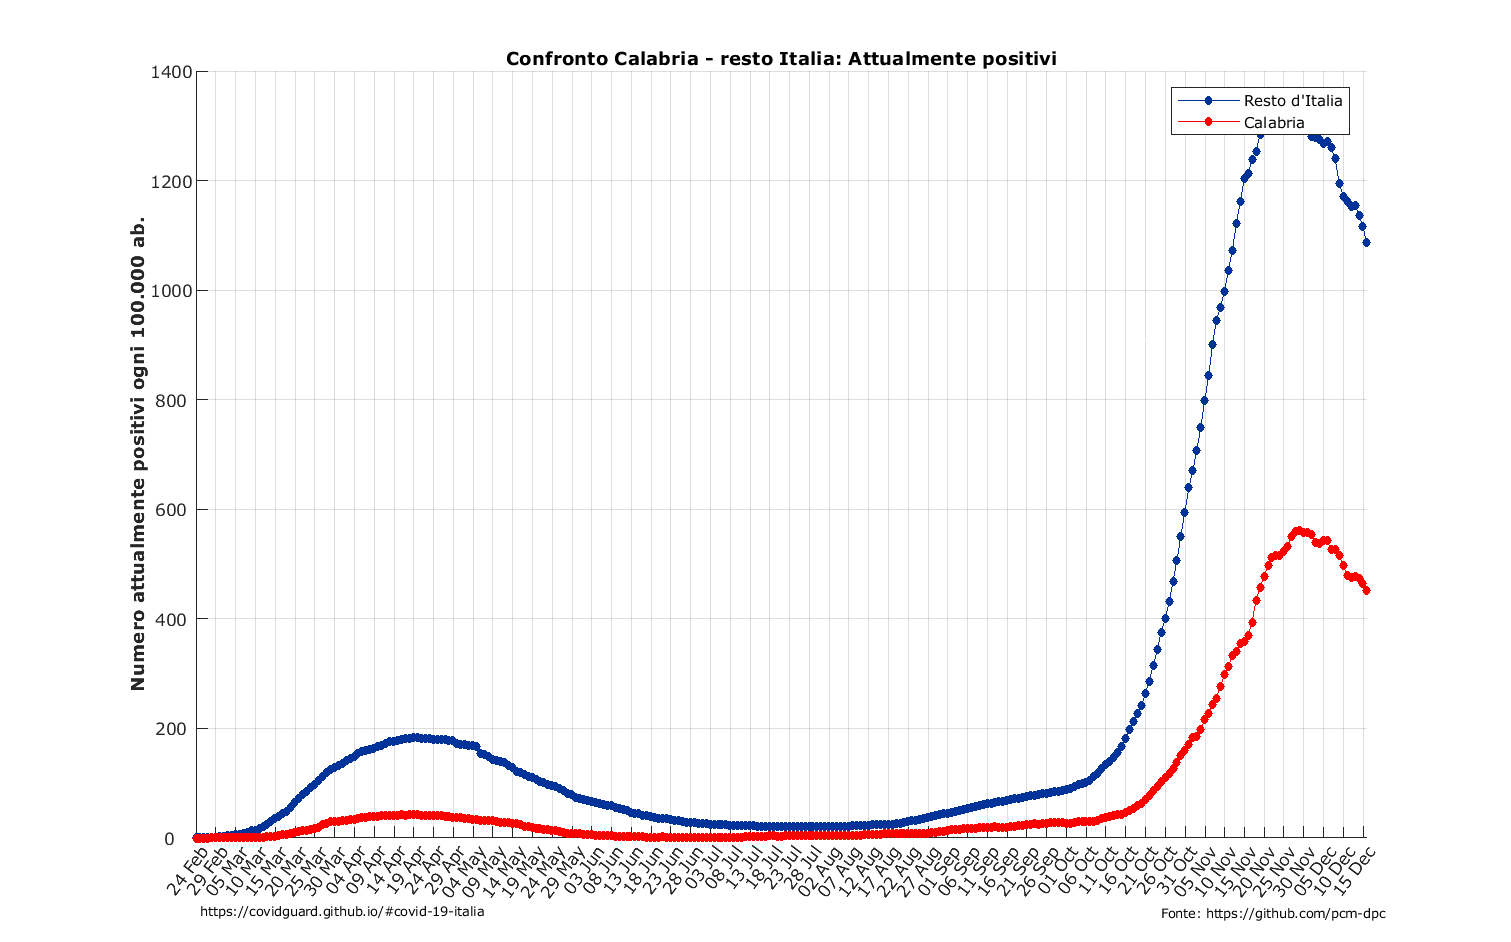 Confronto Calabria - resto Italia: Attualmente positivi
1400
1200
1000
800
600
400
200
0
Numero attualmente positivi ogni 100.000 ab.
Resto d'Italia
Calabria
24 Feb
29 Feb
05 Mar
10 Mar
15 Mar
20 Mar
25 Mar
30 Mar
04 Apr
09 Apr
14 Apr
19 Apr
24 Apr
29 Apr
04 May
09 May
14 May
19 May
24 May
29 May
03 Jun
08 Jun
13 Jun
18 Jun
23 Jun
28 Jun
03 Jul
08 Jul
13 Jul
18 Jul
23 Jul
28 Jul
02 Aug
07 Aug
12 Aug
17 Aug
22 Aug
27 Aug
01 Sep
06 Sep
11 Sep
16 Sep
21 Sep
26 Sep
01 Oct
06 Oct
11 Oct
16 Oct
21 Oct
26 Oct
31 Oct
05 Nov
10 Nov
15 Nov
20 Nov
25 Nov
30 Nov
05 Dec
10 Dec
15 Dec
https://covidguard.github.io/#covid-19-italia
Fonte: https://github.com/pcm-dpc